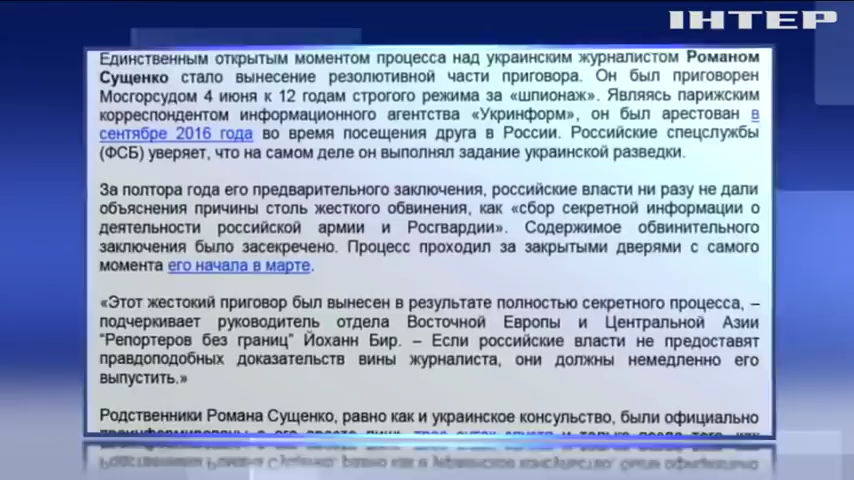 ІНТЕР
Единственным открытым моментом процесса над украинским журналистом Романом
Сущенко стало вынесение резолютивной части приговора. Он был приговорен
Мосгорсудом 4 июня к 12 годам строгого режима за «шпионаж». Являясь парижским
корреспондентом информационного агентства «Укринформ», он был арестован в
сентябре 2016 года во время посещения друга в России. Российские спецслужбы
(ФСБ) уверяет, что на самом деле он выполнял задание украинской разведки.
За полтора года его предварительного заключения, российские власти ни разу не дали
объяснения причины столь жесткого обвинения, как «сбор секретной информации о
деятельности российской армии и Росгвардии». Содержимое обвинительного
заключения было засекречено. Процесс проходил за закрытыми дверями с самого
момента его начала в марте.
«Этот жестокий приговор был вынесен в результате полностью секретного процесса, –
подчеркивает руководитель отдела Восточной Европы и Центральной Азии
“Репортеров без границ” Йоханн Бир. – Если российские власти не предоставят
правдоподобных доказательств вины журналиста, они должны немедленно его
выпустить.»
Родственники Романа Сущенко, равно как и украинское консульство, были официально